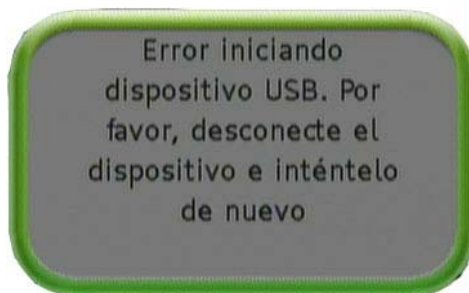 Error iniciando
dispositivo USB. Por
favor, desconecte el
dispositivo e inténtelo
de nuevo